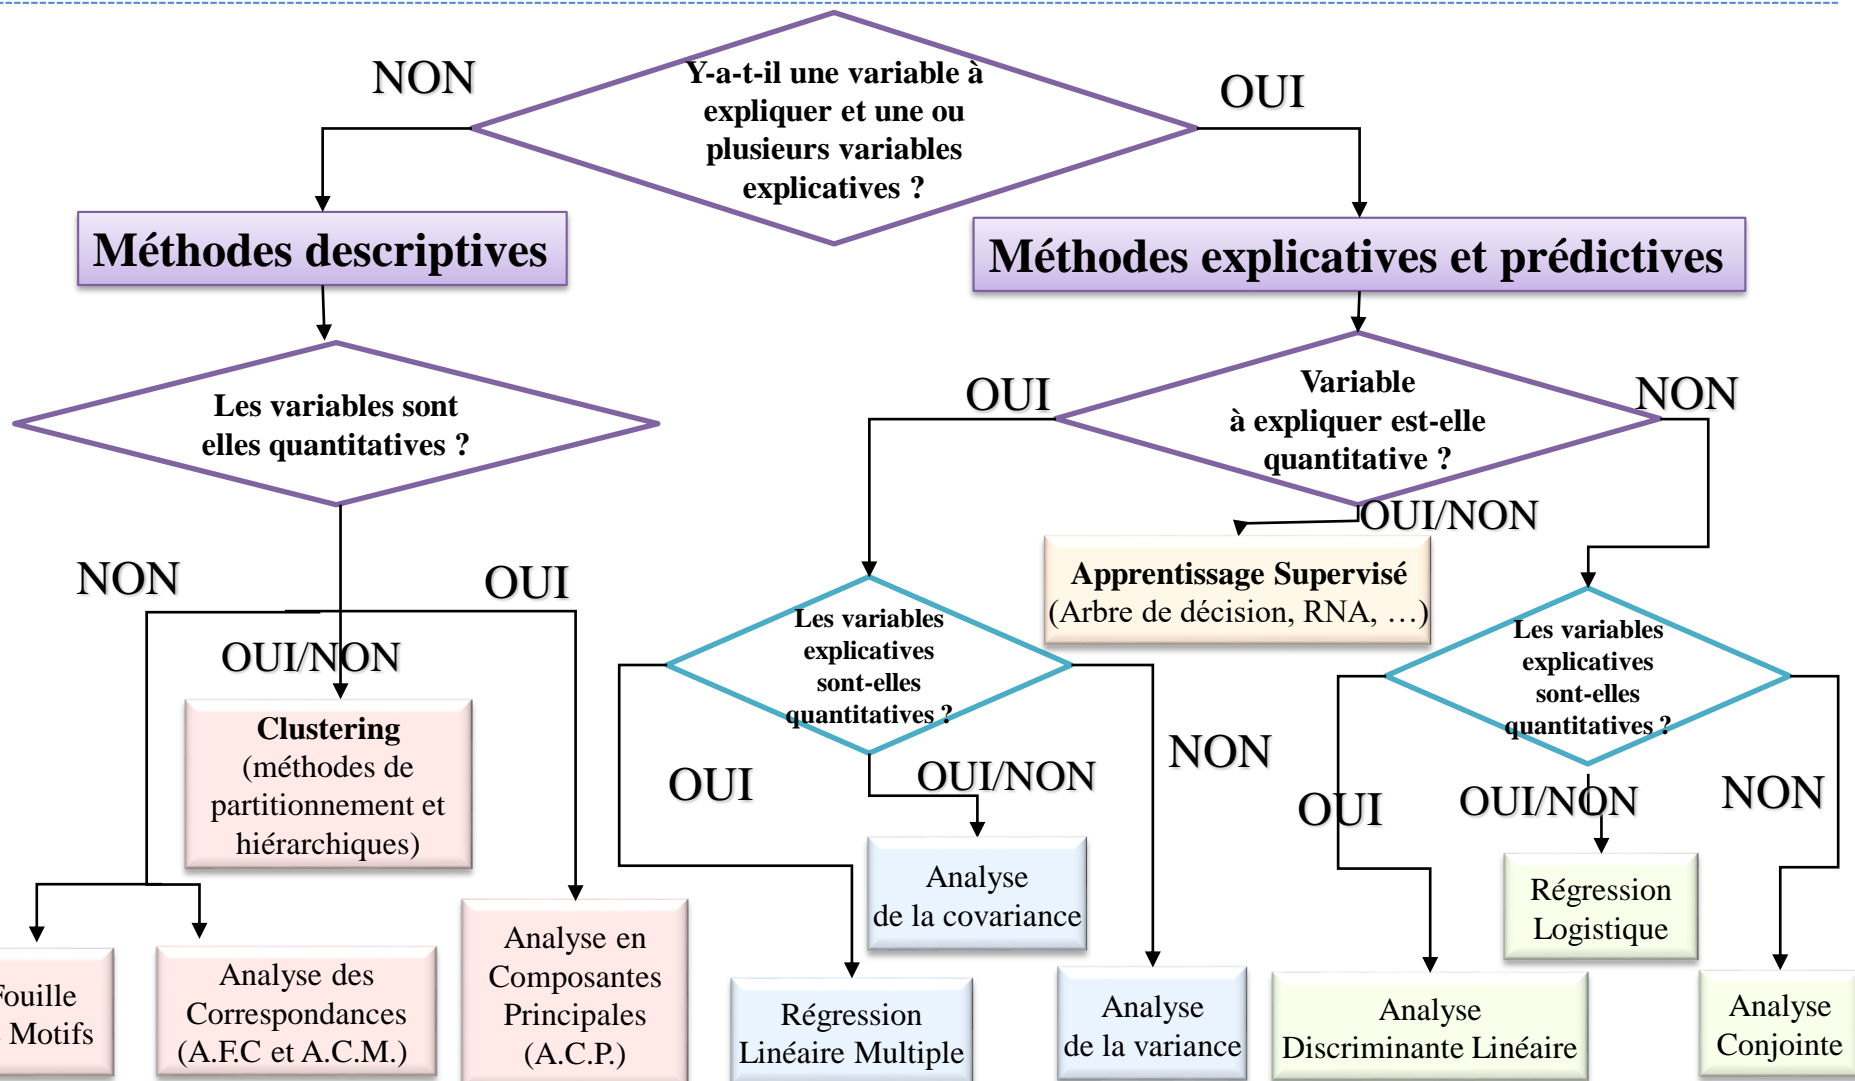 NON
Y-a-t-il une variable à
expliquer et une ou
plusieurs variables
explicatives ?
OUI
Méthodes descriptives
Méthodes explicatives et prédictives
Les variables sont
elles quantitatives ?
OUI
Variable
à expliquer est-elle
quantitative ?
NON
OUI/NON
NON
OUI
OUI/NON
Clustering
(méthodes de
partitionnement et
hiérarchiques)
Apprentissage Supervisé
(Arbre de décision, RNA, …)
Les variables
explicatives
sont-elles
quantitatives ?
Les variables
explicatives
sont-elles
quantitatives ?
OUI
OUI/NON
NON
OUI
OUI/NON
NON
Analyse
de la covariance
Régression
Logistique
Fouille
Motifs
Analyse des
Correspondances
(A.F.C et A.C.M.)
Analyse en
Composantes
Principales
(A.C.P.)
Régression
Linéaire Multiple
Analyse
de la variance
Analyse
Discriminante Linéaire
Analyse
Conjointe